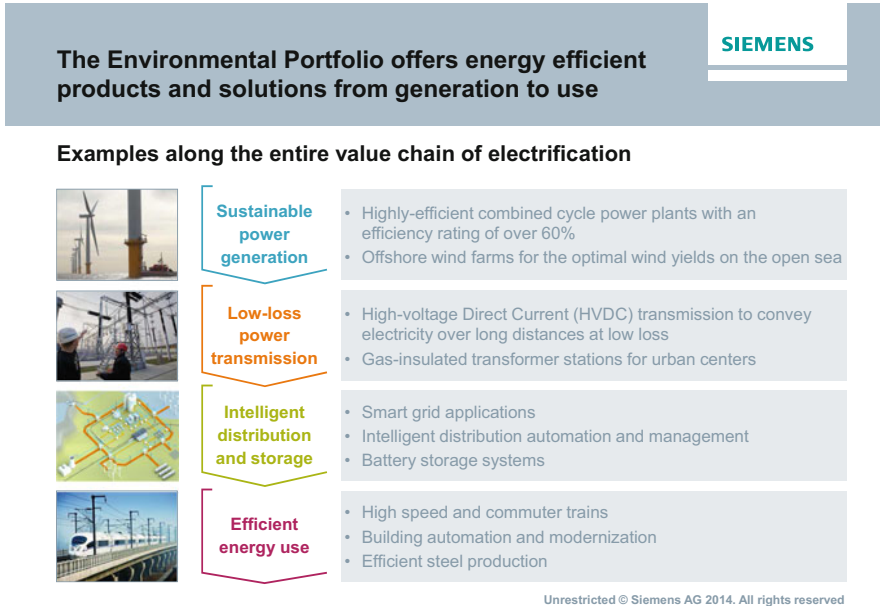 SIEMENS
The Environmental Portfolio offers energy efficient
products and solutions from generation to use
Examples along the entire value chain of electrification
Sustainable
power
generation
• Highly-efficient combined cycle power plants with an
efficiency rating of over 60%
• Offshore wind farms for the optimal wind yields on the open sea
Low-loss
power
transmission
• High-voltage Direct Current (HVDC) transmission to convey
electricity over long distances at low loss
• Gas-insulated transformer stations for urban centers
Intelligent
distribution
and storage
• Smart grid applications
• Intelligent distribution automation and management
• Battery storage systems
Efficient
energy use
• High speed and commuter trains
• Building automation and modernization
• Efficient steel production
Unrestricted © Siemens AG 2014. All rights reserved